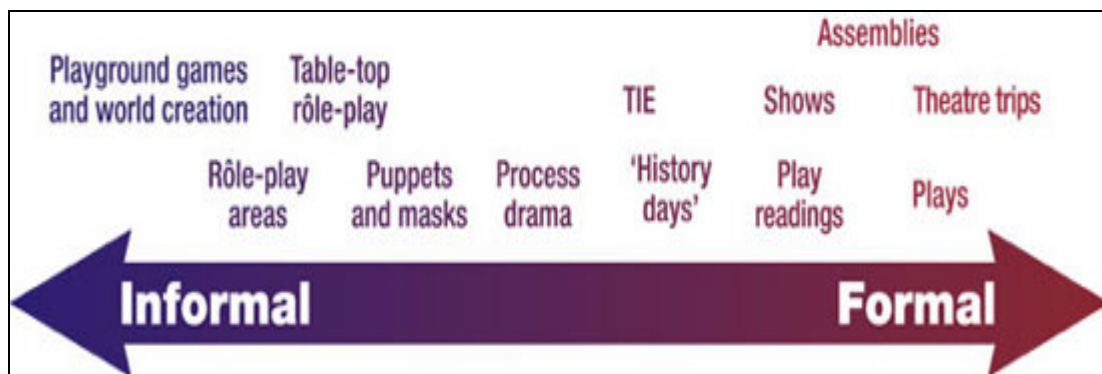 Assemblies
Playground games
and world creation
Table-top
rôle-play
TIE
Shows
Theatre trips
Rôle-play
areas
Puppets
and masks
Process
drama
'History
days'
Play
readings
Plays
Informal
Formal